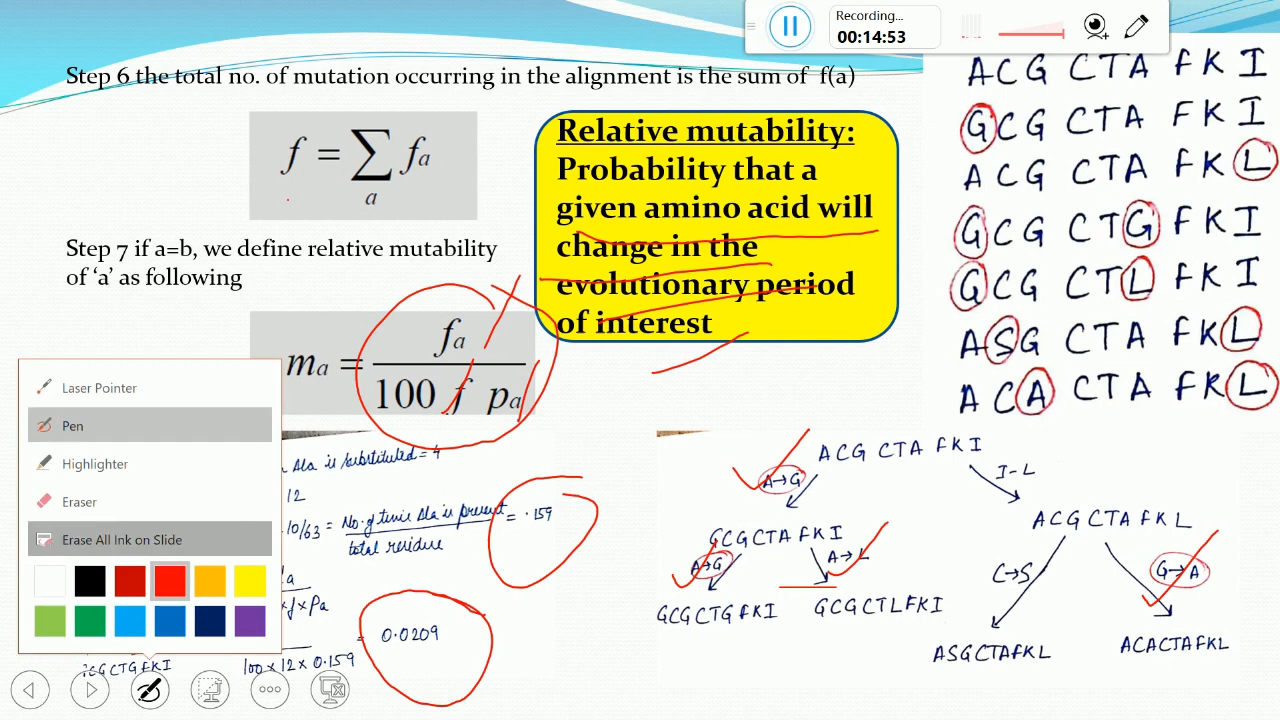 Recording...
00:14:53
Step 6 the total no. of mutation occurring in the alignment is the sum of f(a)
f = ∑ fa
a
Relative mutability:
Probability that a
given amino acid will
change in the
evolutionary period
of interest
Step 7 if a=b, we define relative mutability
of ‘a’ as following
ma = fa
100 f pa
ACG CTA FKI
GCG CTA FKI
ACG CTA FKL
GCG CTG FKI
GCG CTL FKI
ASG CTA FKL
ACA CTA FKL
Laser Pointer
Pen
Highlighter
Eraser
Erase All Ink on Slide
Ala is substituted = 4
12
10/63 = No. of times Ala is present = .159
total residue
a
× f × Pa
= 0.0209
100 × 12 × 0.159
GCGCTGFKI
ACG CTA FKI
A→G
I-L
GCGCTAFKI
ACGCTAFKL
A→G
A→L
C→S
G→A
GCGCTGFKI
GCGCTLFKI
ASGCTAFKL
ACACTAFKL